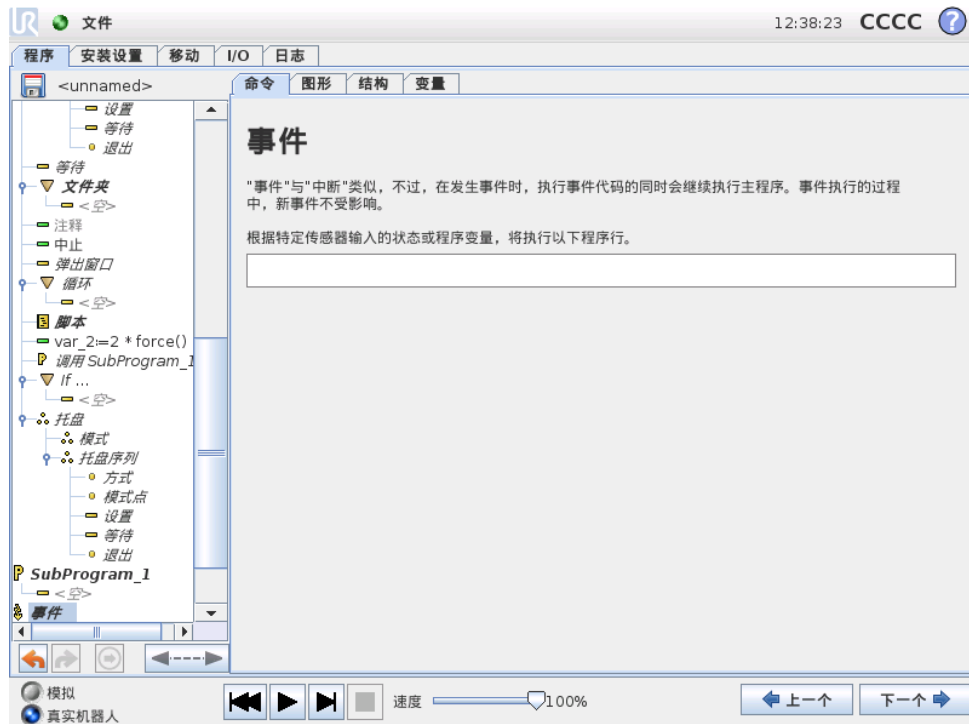 UR 文件 12:38:23 CCCC ?
程序 安装设置 移动 I/O 日志
<unnamed>
命令 图形 结构 变量
设置
等待
退出
等待
文件夹
<空>
注释
中止
弹出窗口
循环
<空>
脚本
var_2:=2 * force()
调用 SubProgram_1
If ...
<空>
托盘
模式
托盘序列
方式
模式点
设置
等待
退出
SubProgram_1
<空>
事件
事件
"事件"与"中断"类似，不过，在发生事件时，执行事件代码的同时会继续执行主程序。事件执行的过程
中，新事件不受影响。
根据特定传感器输入的状态或程序变量，将执行以下程序行。
模拟
真实机器人
速度 100%
上一个 下一个